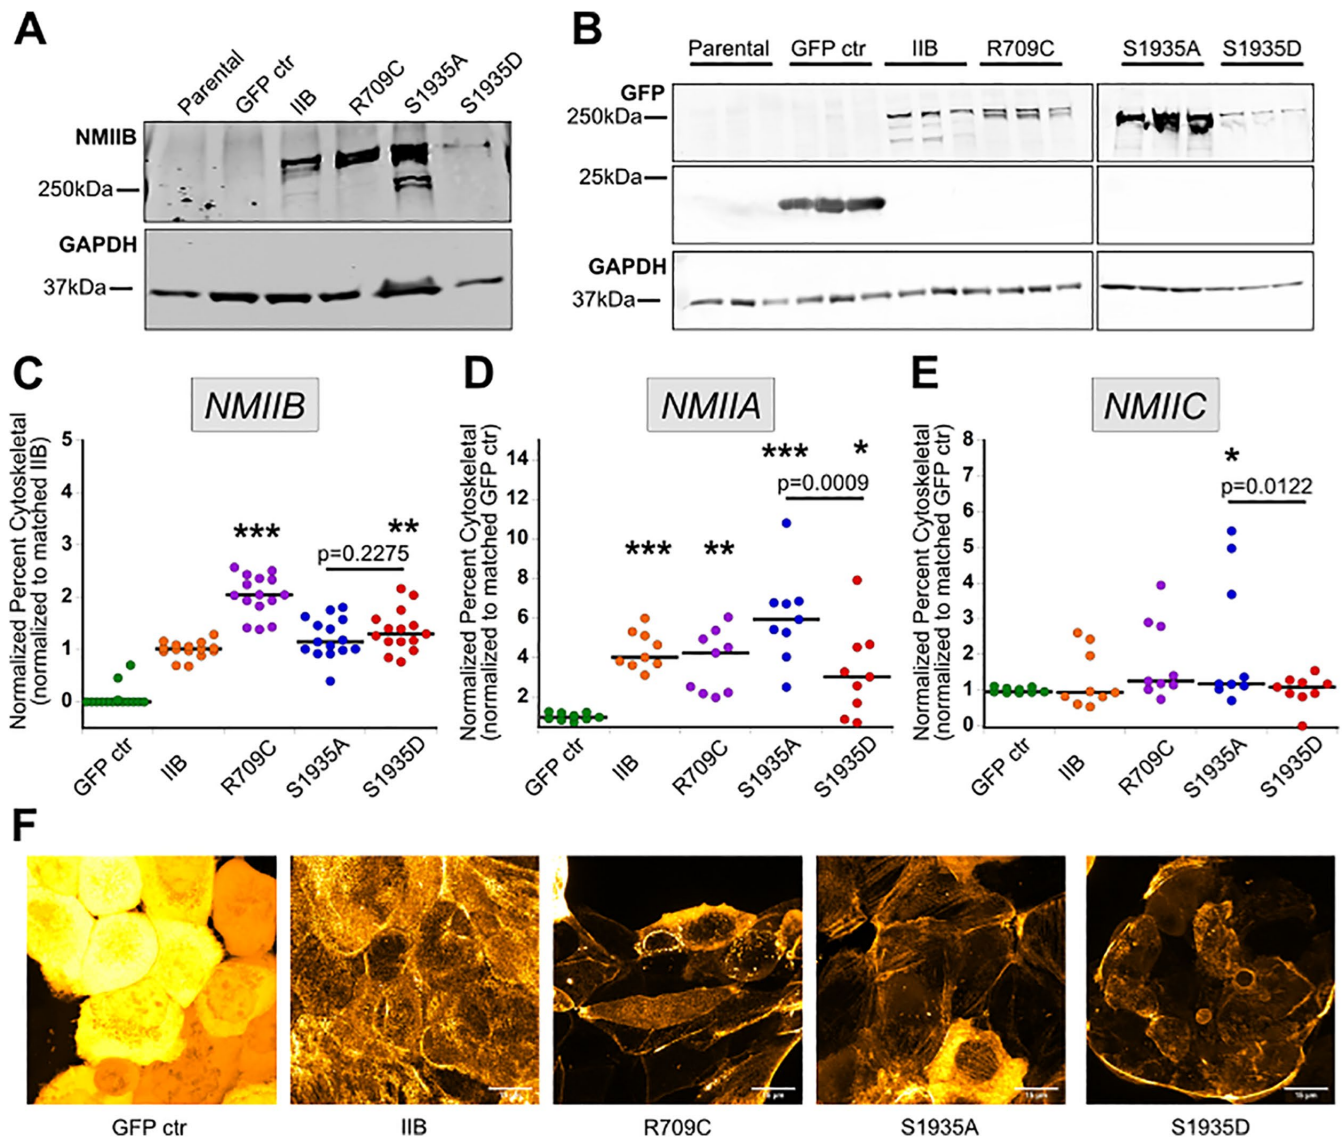 A
Parental
GFP ctr
IIB
R709C
S1935A
S1935D
NMIIB
250kDa
GAPDH
37kDa
B
Parental
GFP ctr
IIB
R709C
S1935A
S1935D
GFP
250kDa
25kDa
GAPDH
37kDa
C
NMIIB
Normalized Percent Cytoskeletal
(normalized to matched IIB)
5
4
3
2
1
0
***
**
p=0.2275
GFP ctr
IIB
R709C
S1935A
S1935D
D
NMIIA
Normalized Percent Cytoskeletal
(normalized to matched GFP ctr)
14
12
10
8
6
4
2
***
**
***
*
p=0.0009
GFP ctr
IIB
R709C
S1935A
S1935D
E
NMIIC
Normalized Percent Cytoskeletal
(normalized to matched GFP ctr)
8
7
6
5
4
3
2
1
0
*
p=0.0122
GFP ctr
IIB
R709C
S1935A
S1935D
F
15 µm
15 µm
GFP ctr
IIB
R709C
S1935A
S1935D